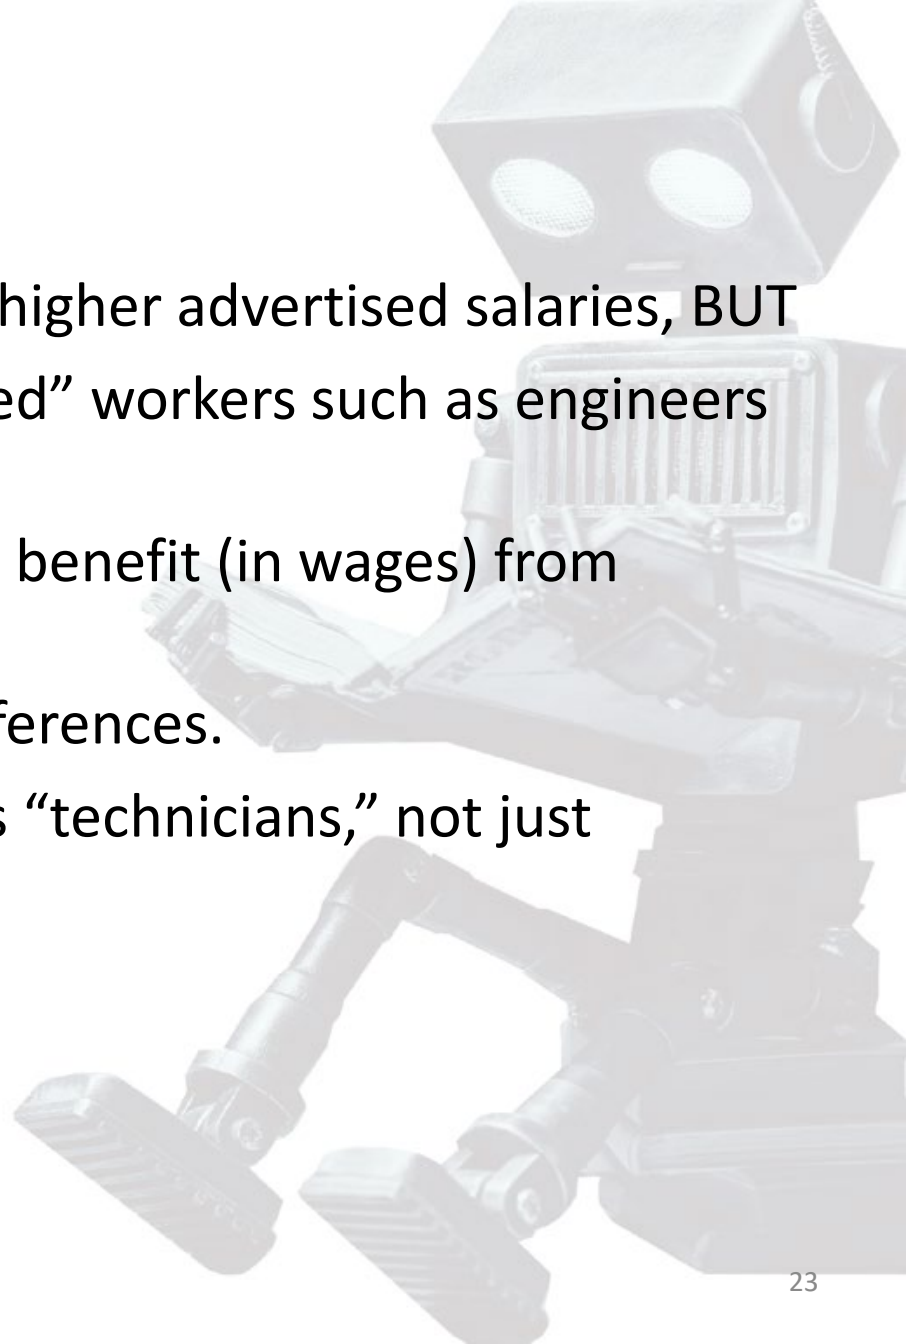 higher advertised salaries, BUT
ed” workers such as engineers
benefit (in wages) from
ferences.
s “technicians,” not just
23